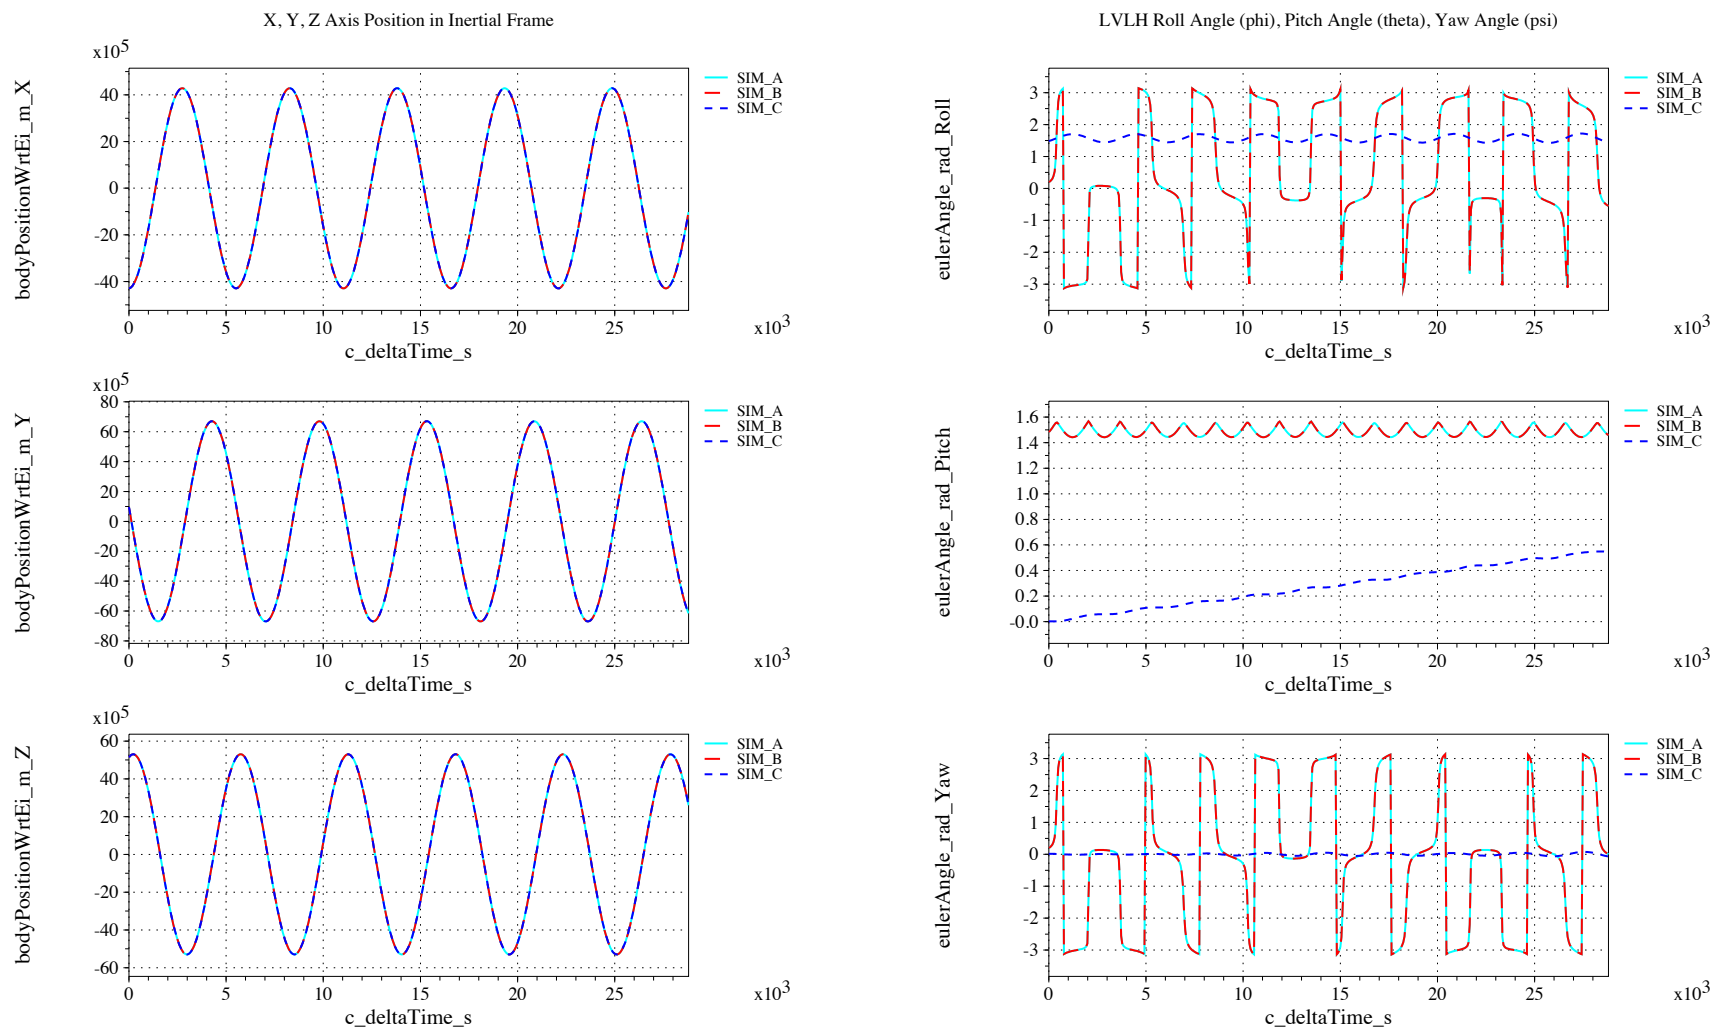 X, Y, Z Axis Position in Inertial Frame
x10^5
bodyPositionWrtEi_m_X
40
20
0
-20
-40
0 5 10 15 20 25
x10^3
c_deltaTime_s
SIM_A
SIM_B
SIM_C
x10^5
bodyPositionWrtEi_m_Y
80
60
40
20
0
-20
-40
-60
-80
0 5 10 15 20 25
x10^3
c_deltaTime_s
SIM_A
SIM_B
SIM_C
x10^5
bodyPositionWrtEi_m_Z
60
40
20
0
-20
-40
-60
0 5 10 15 20 25
x10^3
c_deltaTime_s
SIM_A
SIM_B
SIM_C
LVLH Roll Angle (phi), Pitch Angle (theta), Yaw Angle (psi)
eulerAngle_rad_Roll
3
2
1
0
-1
-2
-3
0 5 10 15 20 25
x10^3
c_deltaTime_s
SIM_A
SIM_B
SIM_C
eulerAngle_rad_Pitch
1.6
1.4
1.2
1.0
0.8
0.6
0.4
0.2
-0.0
0 5 10 15 20 25
x10^3
c_deltaTime_s
SIM_A
SIM_B
SIM_C
eulerAngle_rad_Yaw
3
2
1
0
-1
-2
-3
0 5 10 15 20 25
x10^3
c_deltaTime_s
SIM_A
SIM_B
SIM_C